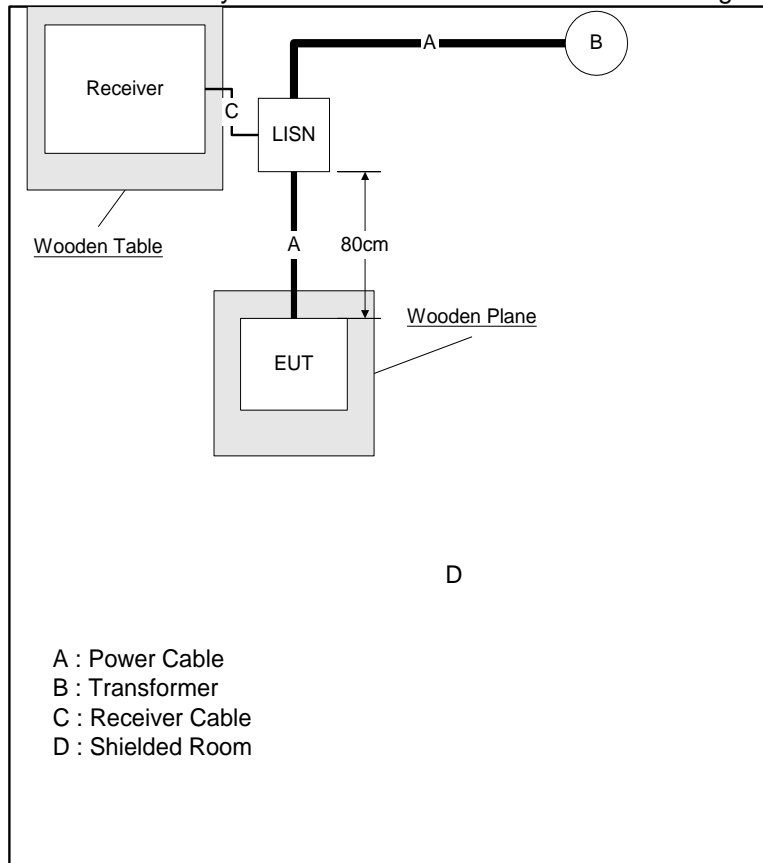 A
B
Receiver
C
LISN
Wooden Table
A
80cm
Wooden Plane
EUT
D
A : Power Cable
B : Transformer
C : Receiver Cable
D : Shielded Room